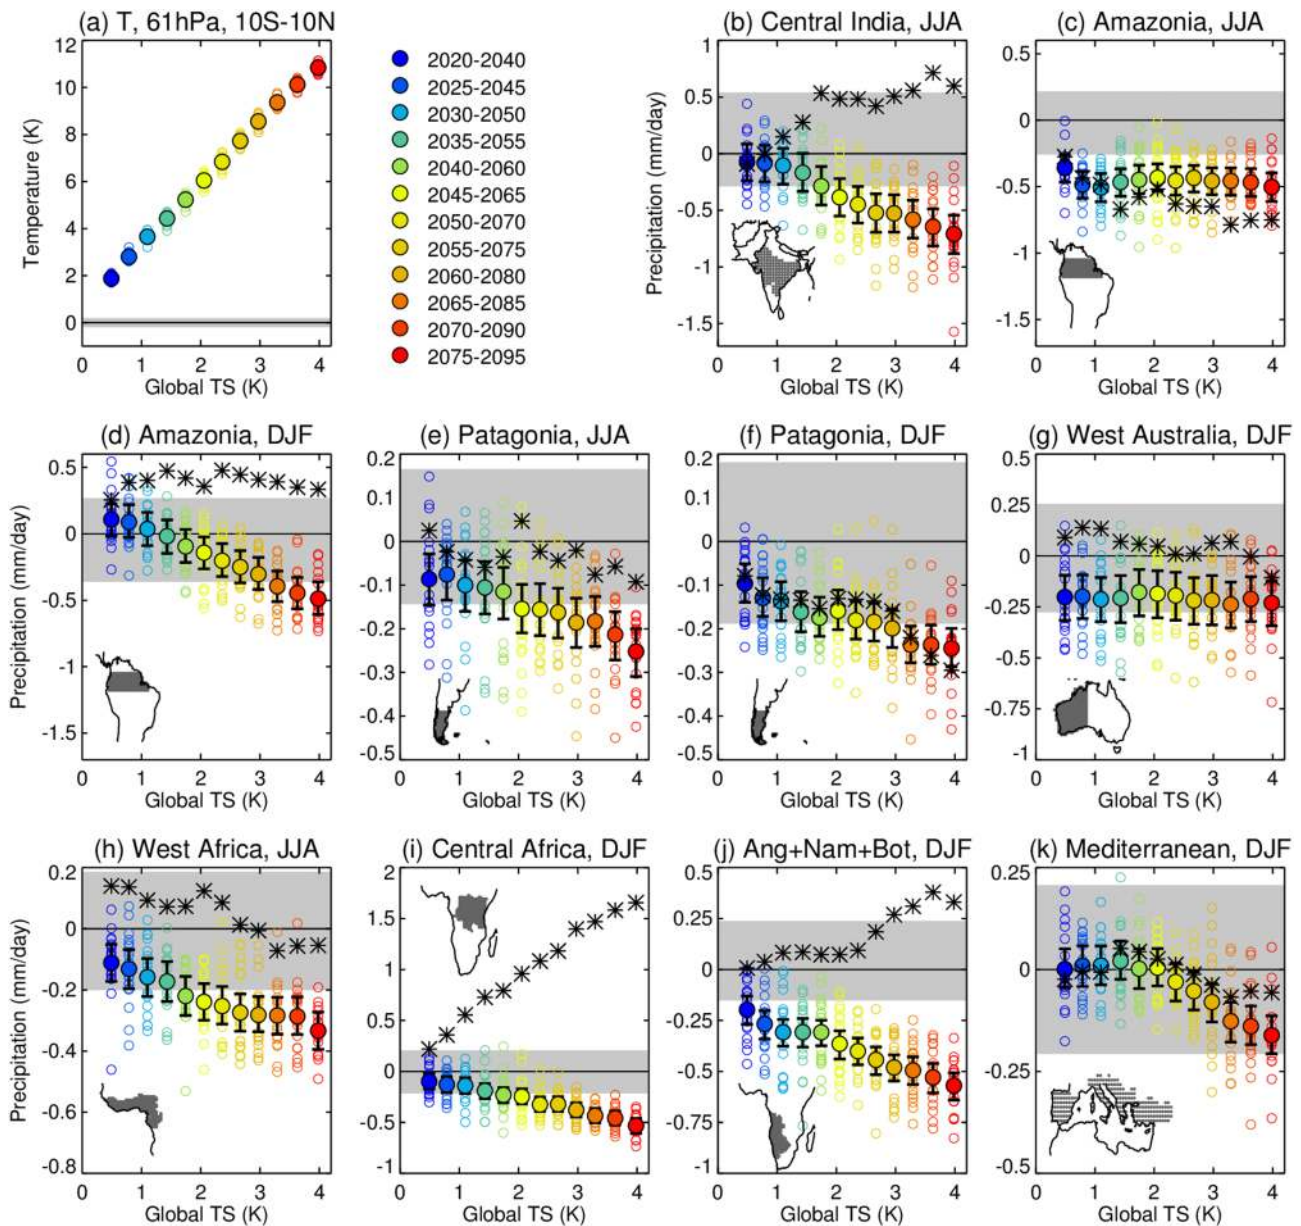 (a) T, 61hPa, 10S-10N
Temperature (K)
12
10
8
6
4
2
0
0 1 2 3 4
Global TS (K)
2020-2040
2025-2045
2030-2050
2035-2055
2040-2060
2045-2065
2050-2070
2055-2075
2060-2080
2065-2085
2070-2090
2075-2095
(b) Central India, JJA
Precipitation (mm/day)
1
0.5
0
-0.5
-1
-1.5
0 1 2 3 4
Global TS (K)
(c) Amazonia, JJA
0.5
0
-0.5
-1
-1.5
0 1 2 3 4
Global TS (K)
(d) Amazonia, DJF
Precipitation (mm/day)
0.5
0
-0.5
-1
-1.5
0 1 2 3 4
Global TS (K)
(e) Patagonia, JJA
0.2
0.1
0
-0.1
-0.2
-0.3
-0.4
-0.5
0 1 2 3 4
Global TS (K)
(f) Patagonia, DJF
0.2
0.1
0
-0.1
-0.2
-0.3
-0.4
-0.5
0 1 2 3 4
Global TS (K)
(g) West Australia, DJF
0.5
0.25
0
-0.25
-0.5
-0.75
-1
0 1 2 3 4
Global TS (K)
(h) West Africa, JJA
Precipitation (mm/day)
0.2
0
-0.2
-0.4
-0.6
-0.8
0 1 2 3 4
Global TS (K)
(i) Central Africa, DJF
2
1.5
1
0.5
0
-0.5
-1
0 1 2 3 4
Global TS (K)
(j) Ang+Nam+Bot, DJF
0.5
0.25
0
-0.25
-0.5
-0.75
-1
0 1 2 3 4
Global TS (K)
(k) Mediterranean, DJF
0.25
0
-0.25
-0.5
0 1 2 3 4
Global TS (K)